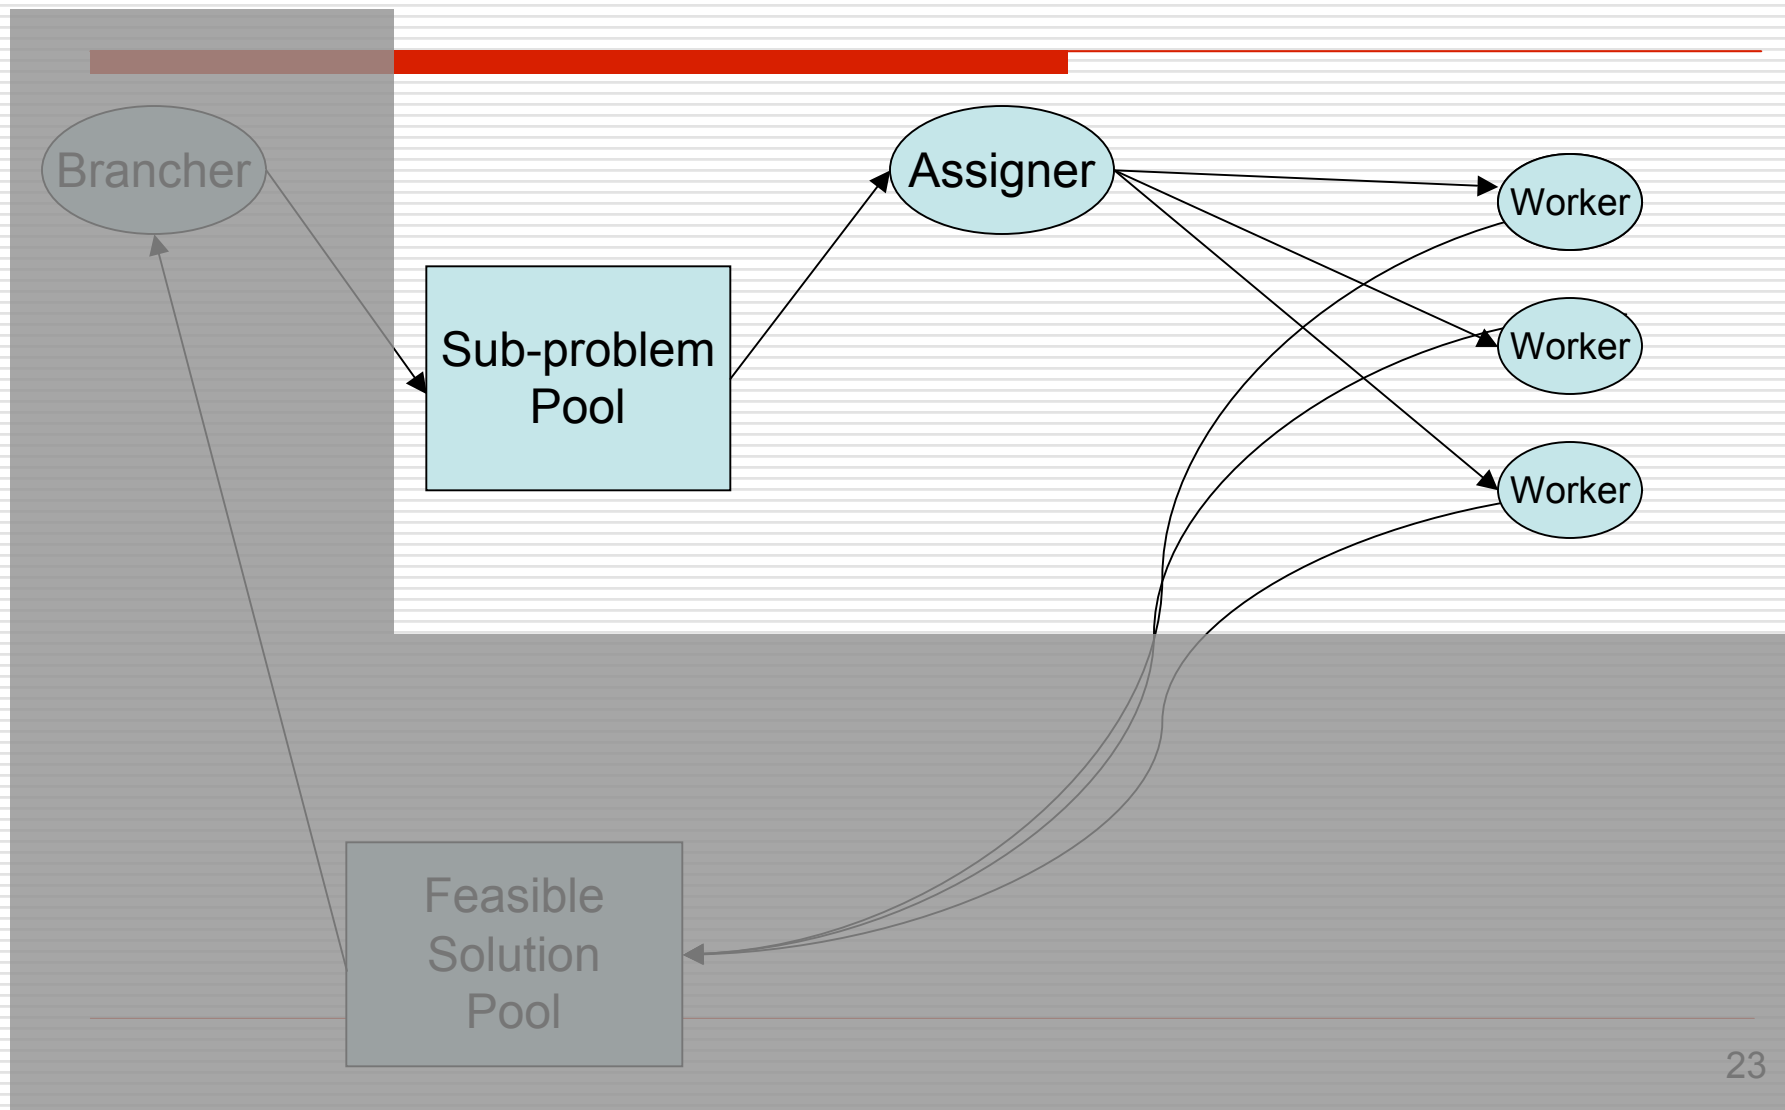 Brancher
Assigner
Worker
Sub-problem
Pool
Worker
Worker
Feasible
Solution
Pool
23